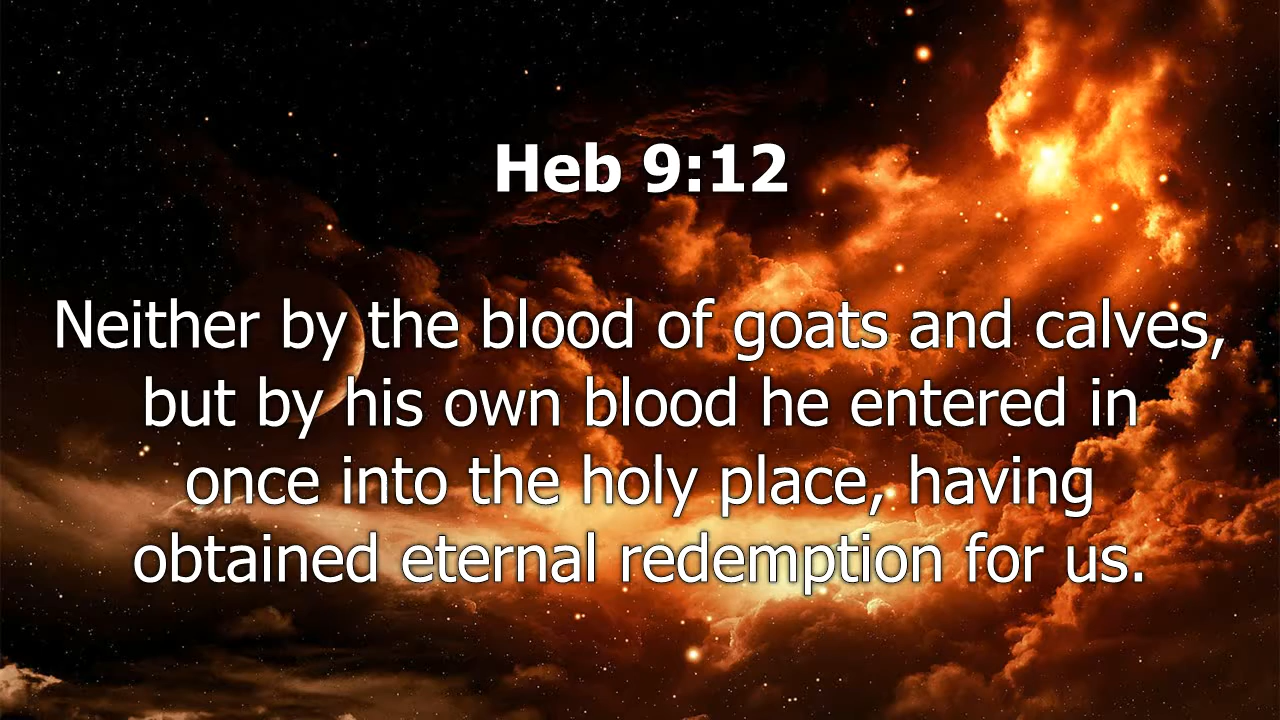 Heb 9:12
Neither by the blood of goats and calves,
but by his own blood he entered in
once into the holy place, having
obtained eternal redemption for us.